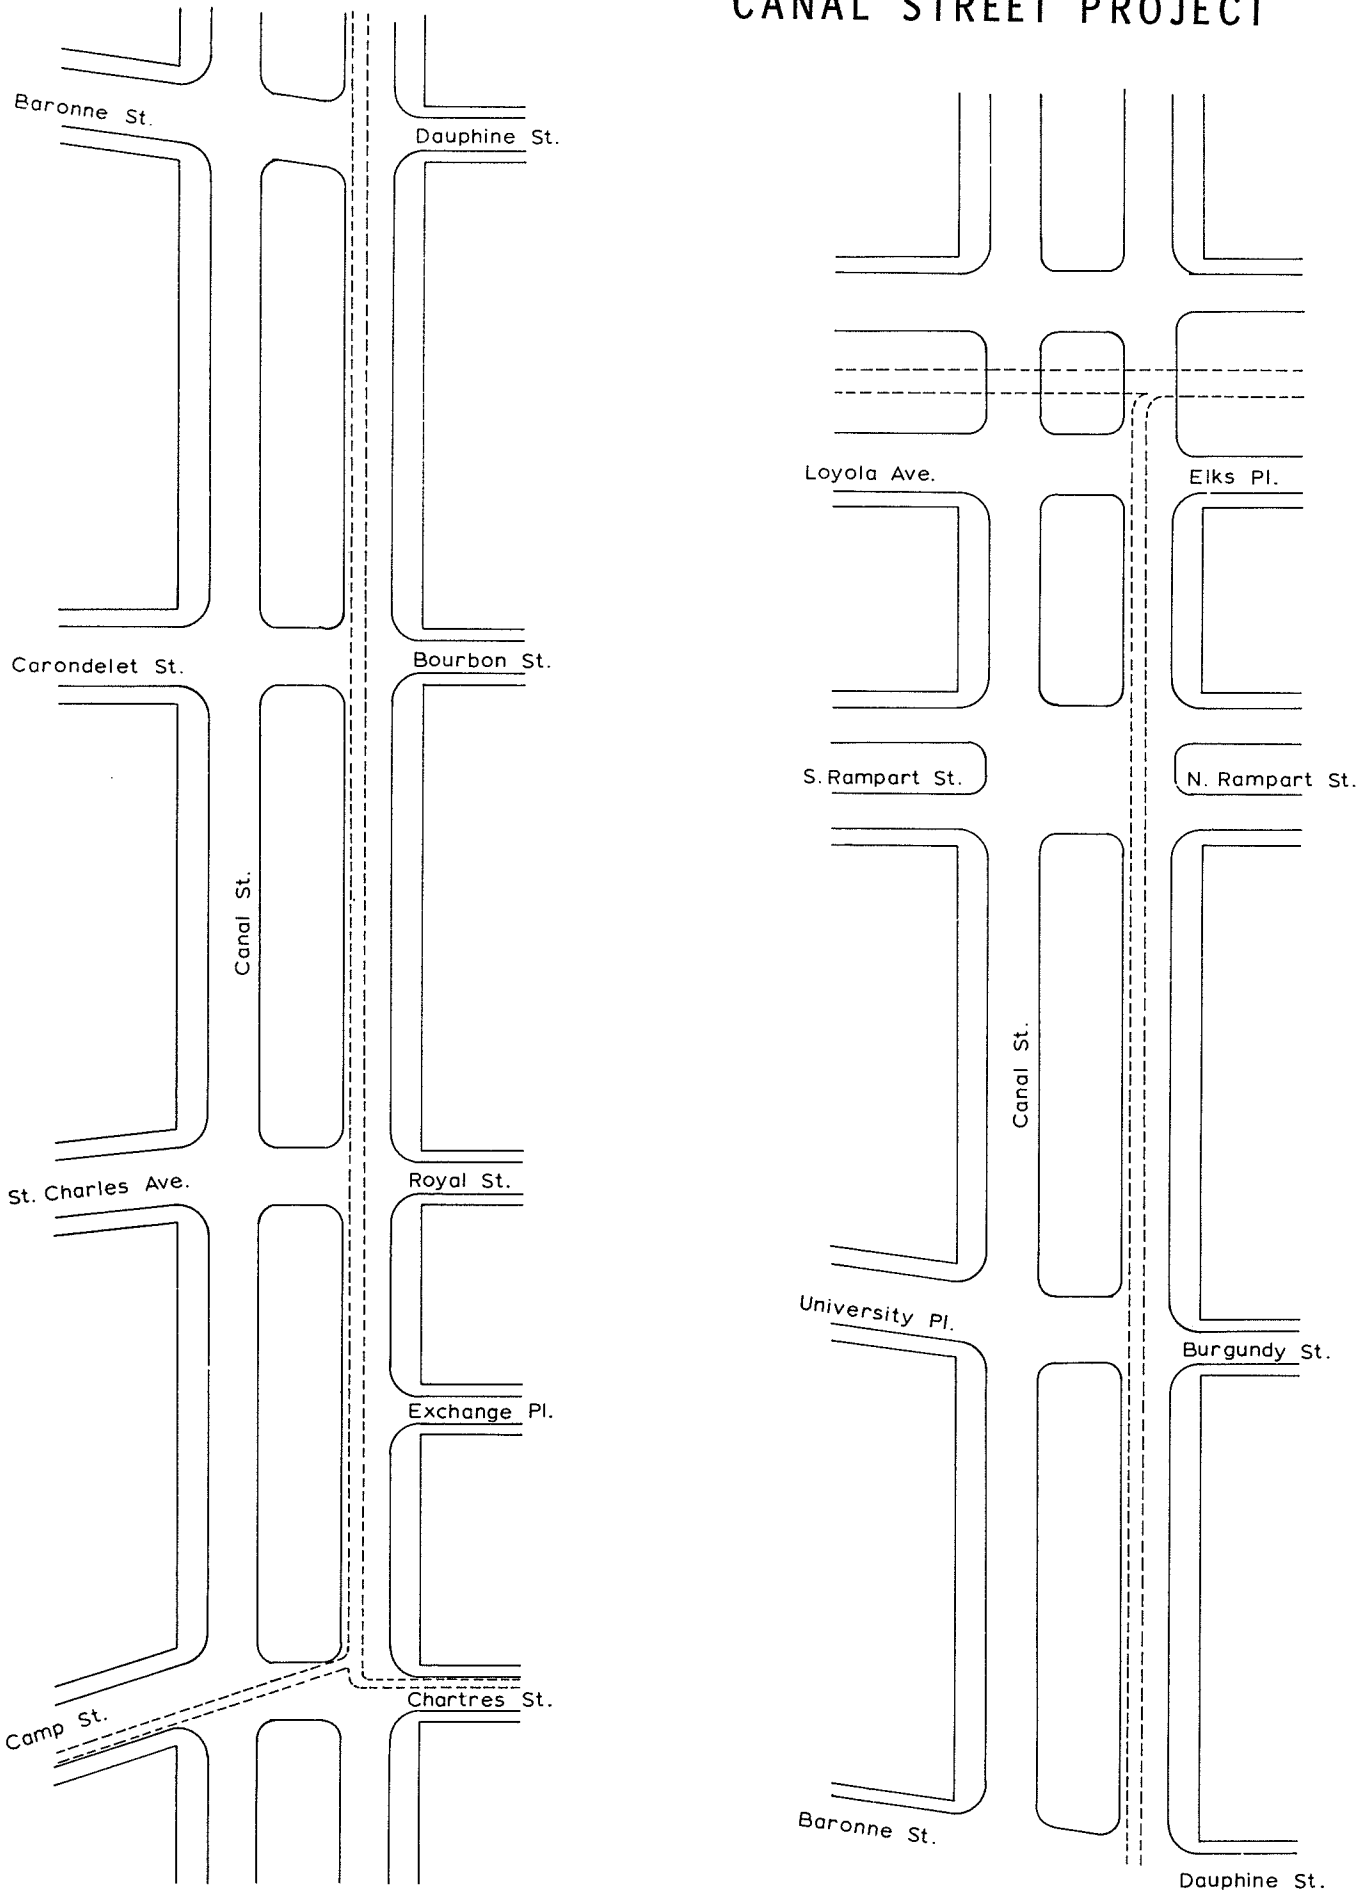 CANAL STREET PROJECT
Baronne St.
Dauphine St.
Carondelet St.
Bourbon St.
Canal St.
St. Charles Ave.
Royal St.
Exchange Pl.
Camp St.
Chartres St.
Loyola Ave.
Elks Pl.
S. Rampart St.
N. Rampart St.
Canal St.
University Pl.
Burgundy St.
Baronne St.
Dauphine St.